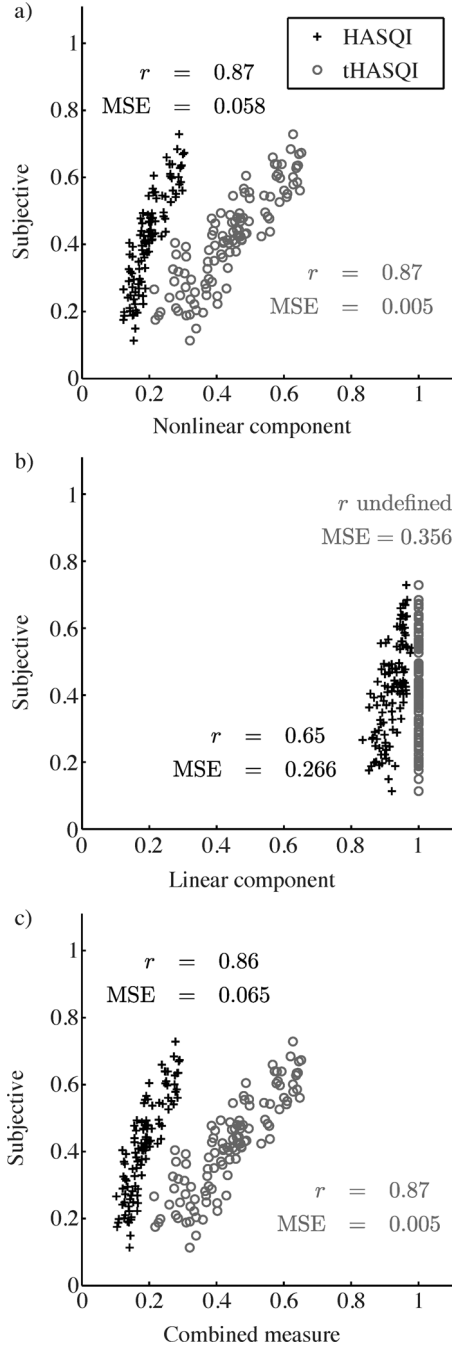 a)
HASQI
tHASQI
r = 0.87
MSE = 0.058
r = 0.87
MSE = 0.005
1
0.8
0.6
0.4
0.2
0
Subjective
0 0.2 0.4 0.6 0.8 1
Nonlinear component
b)
r undefined
MSE = 0.356
r = 0.65
MSE = 0.266
1
0.8
0.6
0.4
0.2
0
Subjective
0 0.2 0.4 0.6 0.8 1
Linear component
c)
r = 0.86
MSE = 0.065
r = 0.87
MSE = 0.005
1
0.8
0.6
0.4
0.2
0
Subjective
0 0.2 0.4 0.6 0.8 1
Combined measure